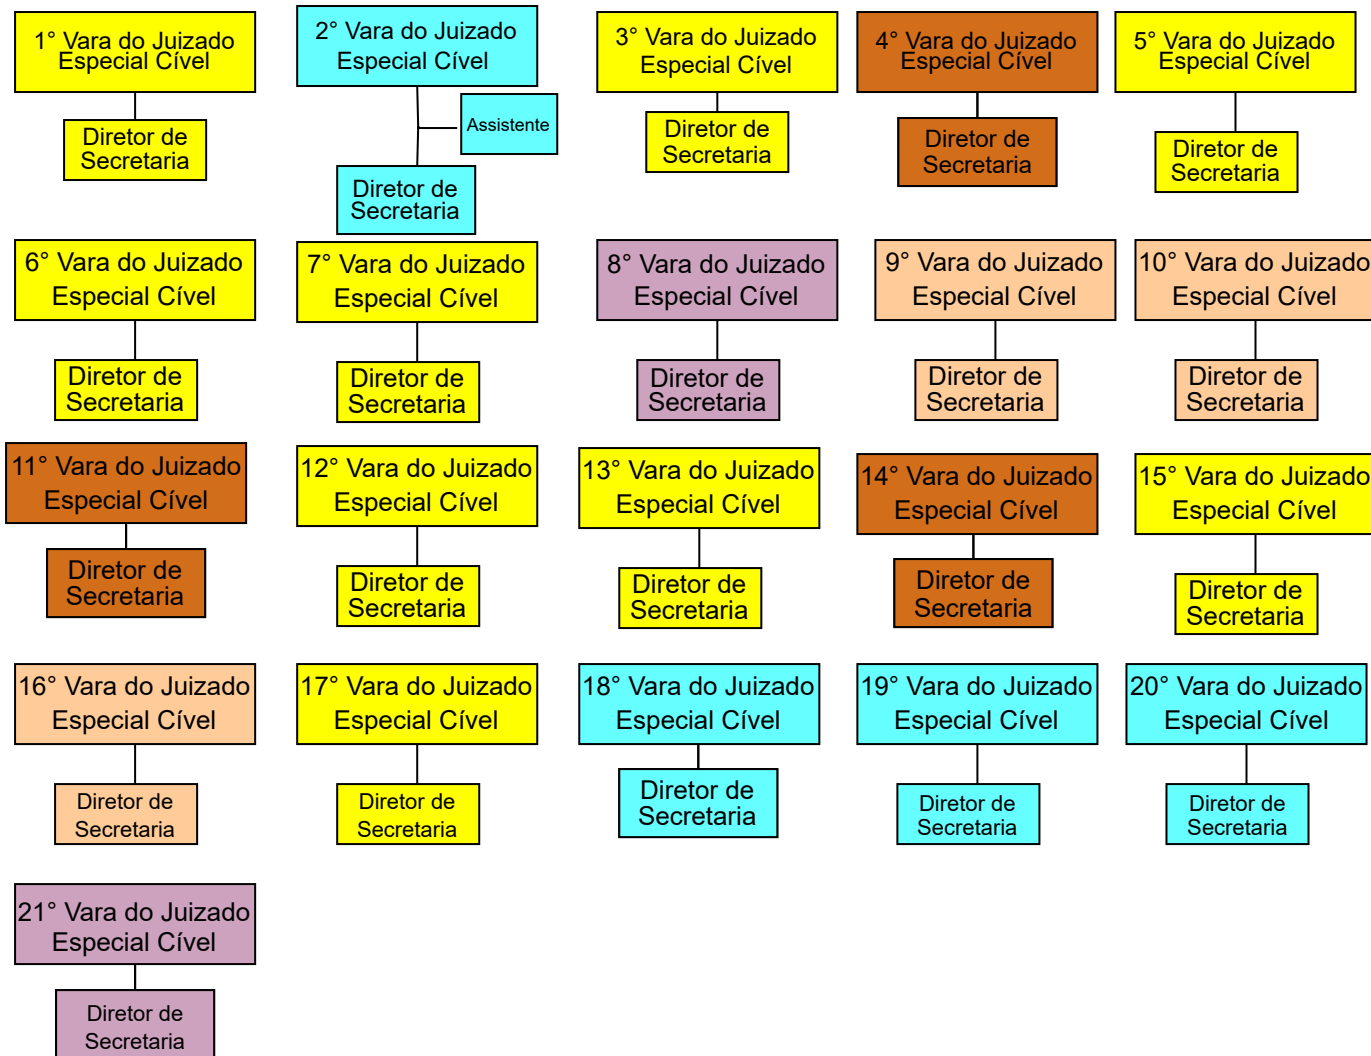 1° Vara do Juizado
Especial Cível
Diretor de
Secretaria
2° Vara do Juizado
Especial Cível
Assistente
Diretor de
Secretaria
3° Vara do Juizado
Especial Cível
Diretor de
Secretaria
4° Vara do Juizado
Especial Cível
Diretor de
Secretaria
5° Vara do Juizado
Especial Cível
Diretor de
Secretaria
6° Vara do Juizado
Especial Cível
Diretor de
Secretaria
7° Vara do Juizado
Especial Cível
Diretor de
Secretaria
8° Vara do Juizado
Especial Cível
Diretor de
Secretaria
9° Vara do Juizado
Especial Cível
Diretor de
Secretaria
10° Vara do Juizado
Especial Cível
Diretor de
Secretaria
11° Vara do Juizado
Especial Cível
Diretor de
Secretaria
12° Vara do Juizado
Especial Cível
Diretor de
Secretaria
13° Vara do Juizado
Especial Cível
Diretor de
Secretaria
14° Vara do Juizado
Especial Cível
Diretor de
Secretaria
15° Vara do Juizado
Especial Cível
Diretor de
Secretaria
16° Vara do Juizado
Especial Cível
Diretor de
Secretaria
17° Vara do Juizado
Especial Cível
Diretor de
Secretaria
18° Vara do Juizado
Especial Cível
Diretor de
Secretaria
19° Vara do Juizado
Especial Cível
Diretor de
Secretaria
20° Vara do Juizado
Especial Cível
Diretor de
Secretaria
21° Vara do Juizado
Especial Cível
Diretor de
Secretaria